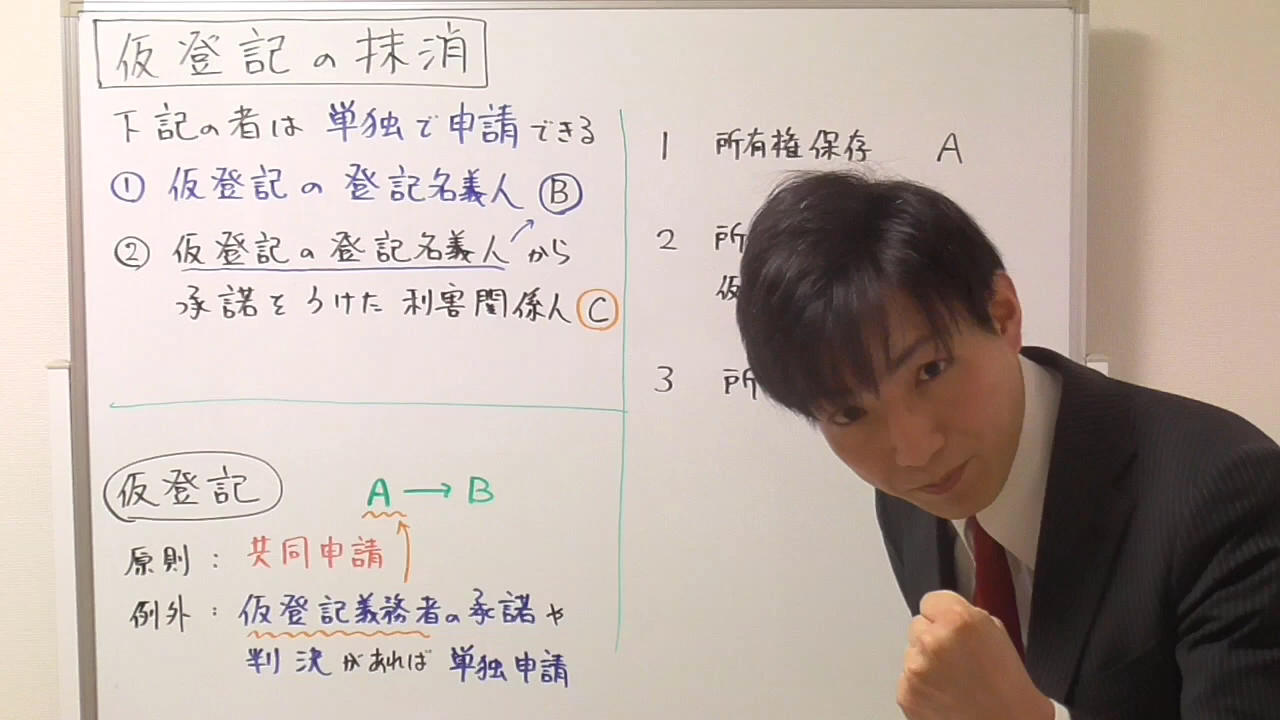 仮登記の抹消
下記の者は 単独で申請できる
① 仮登記の登記名義人 Ⓑ
② 仮登記の登記名義人から
承諾をうけた利害関係人 Ⓒ
仮登記
A → B
原則: 共同申請
例外: 仮登記義務者の承諾や
判決があれば 単独申請
1 所有権保存 A
2 所
仮
3 所